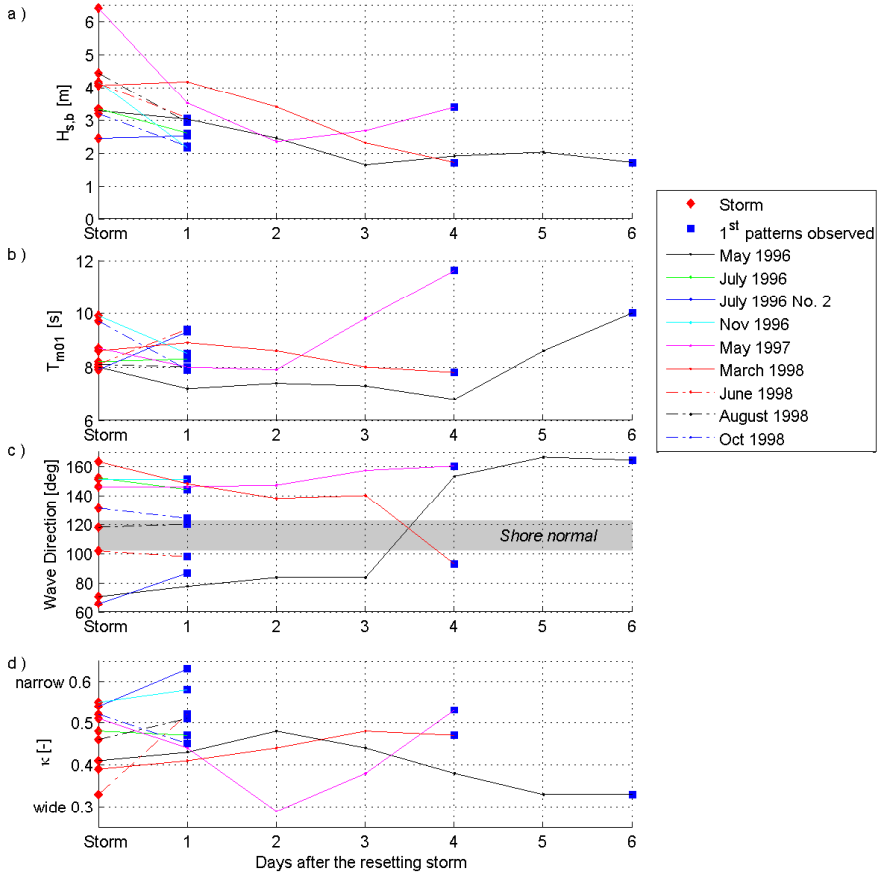 a )
6
5
4
3
2
1
0
H s,b [m]
Storm 1 2 3 4 5 6
b )
12
10
8
6
T m01 [s]
Storm 1 2 3 4 5 6
c )
160
140
120
100
80
60
Wave Direction [deg]
Shore normal
Storm 1 2 3 4 5 6
d )
narrow 0.6
0.5
0.4
wide 0.3
κ [-]
Storm 1 2 3 4 5 6
Days after the resetting storm
Storm
1st patterns observed
May 1996
July 1996
July 1996 No. 2
Nov 1996
May 1997
March 1998
June 1998
August 1998
Oct 1998